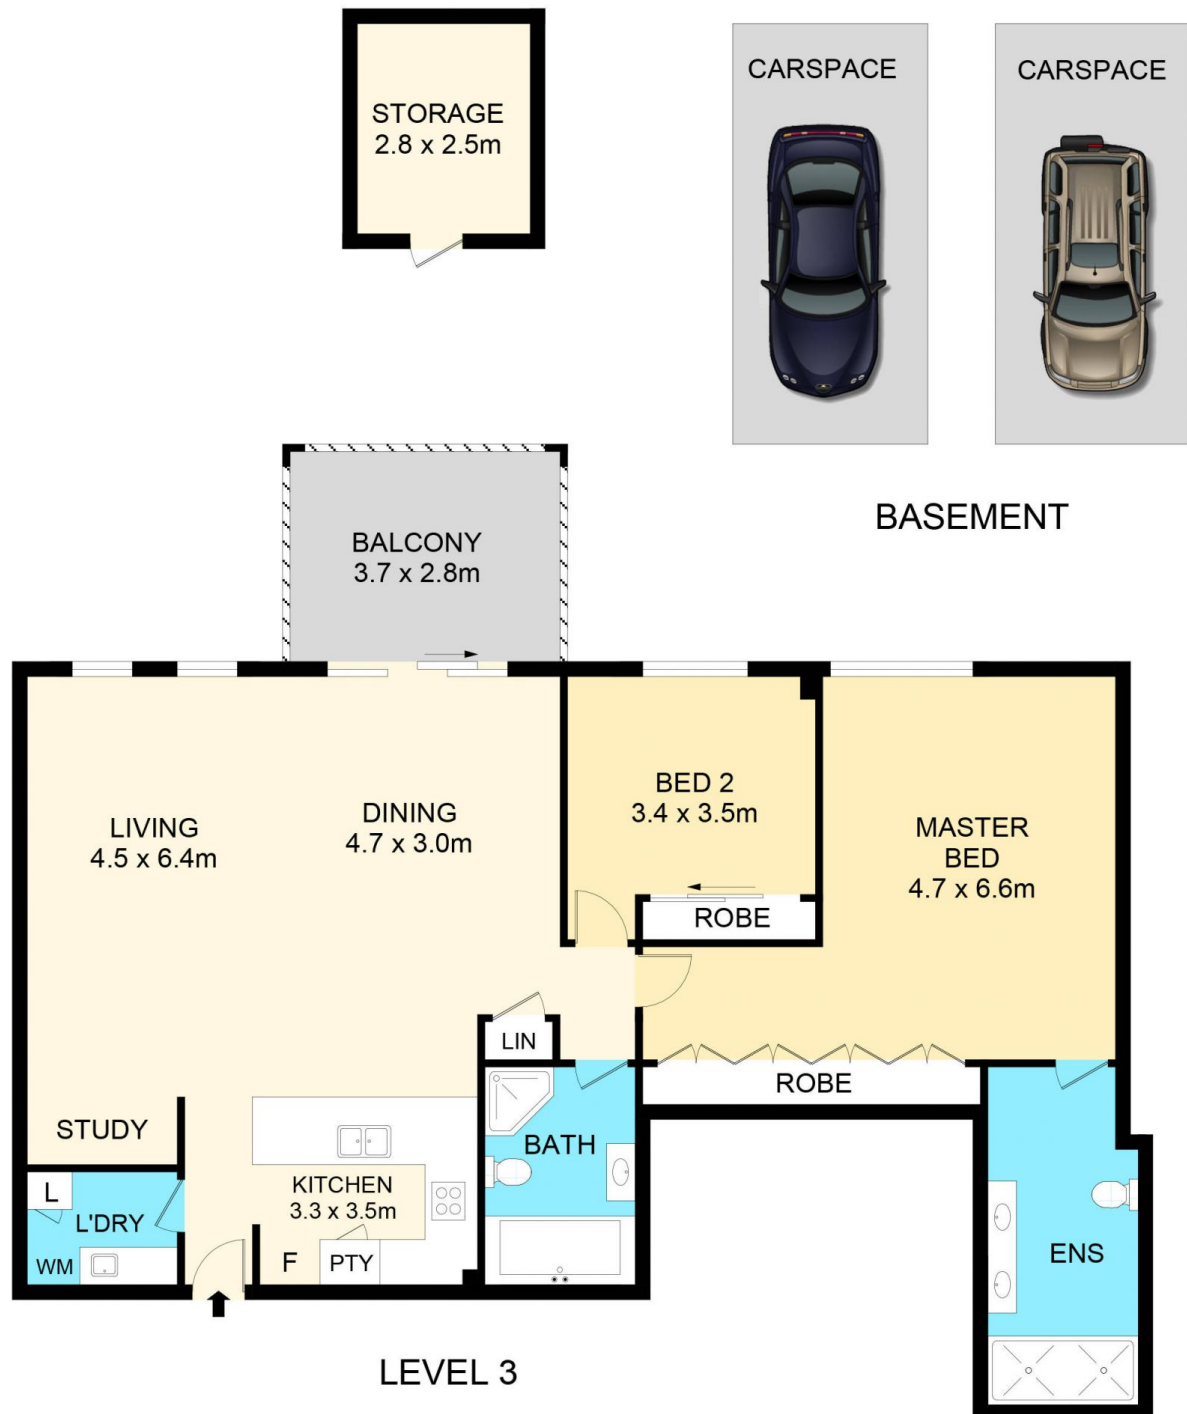 STORAGE
2.8 x 2.5m
CARSPACE
CARSPACE
BASEMENT
BALCONY
3.7 x 2.8m
LIVING
4.5 x 6.4m
DINING
4.7 x 3.0m
BED 2
3.4 x 3.5m
ROBE
MASTER
BED
4.7 x 6.6m
LIN
ROBE
STUDY
BATH
KITCHEN
3.3 x 3.5m
L
L'DRY
WM
F
PTY
ENS
LEVEL 3